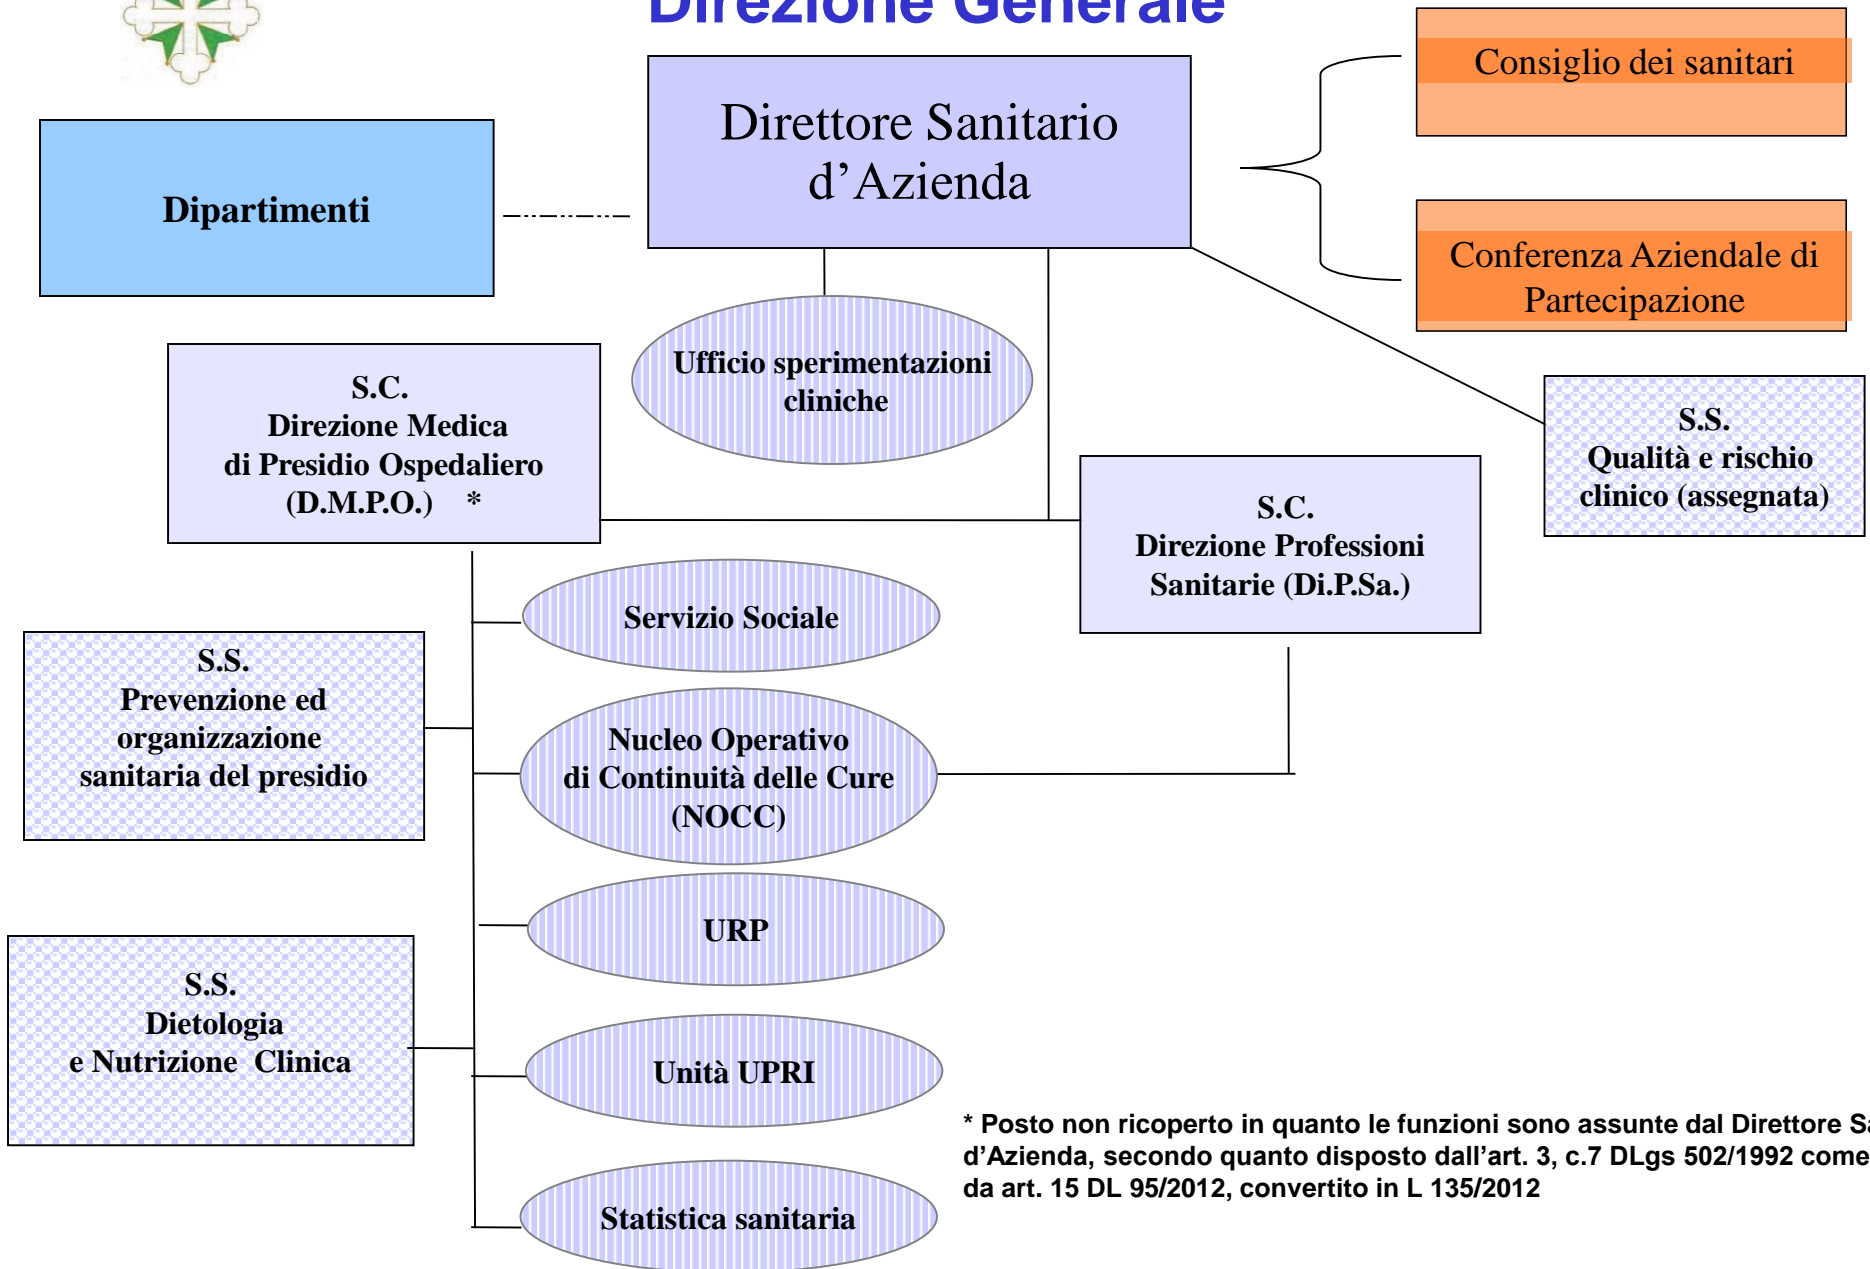 Direzione Generale
Consiglio dei sanitari
Direttore Sanitario
d’Azienda
Dipartimenti
Conferenza Aziendale di
Partecipazione
Ufficio sperimentazioni
cliniche
S.C.
Direzione Medica
di Presidio Ospedaliero
(D.M.P.O.) *
S.S.
Qualità e rischio
clinico (assegnata)
S.C.
Direzione Professioni
Sanitarie (Di.P.Sa.)
Servizio Sociale
S.S.
Prevenzione ed
organizzazione
sanitaria del presidio
Nucleo Operativo
di Continuità delle Cure
(NOCC)
URP
S.S.
Dietologia
e Nutrizione Clinica
Unità UPRI
* Posto non ricoperto in quanto le funzioni sono assunte dal Direttore
d’Azienda, secondo quanto disposto dall’art. 3, c.7 DLgs 502/1992 come
da art. 15 DL 95/2012, convertito in L 135/2012
Statistica sanitaria